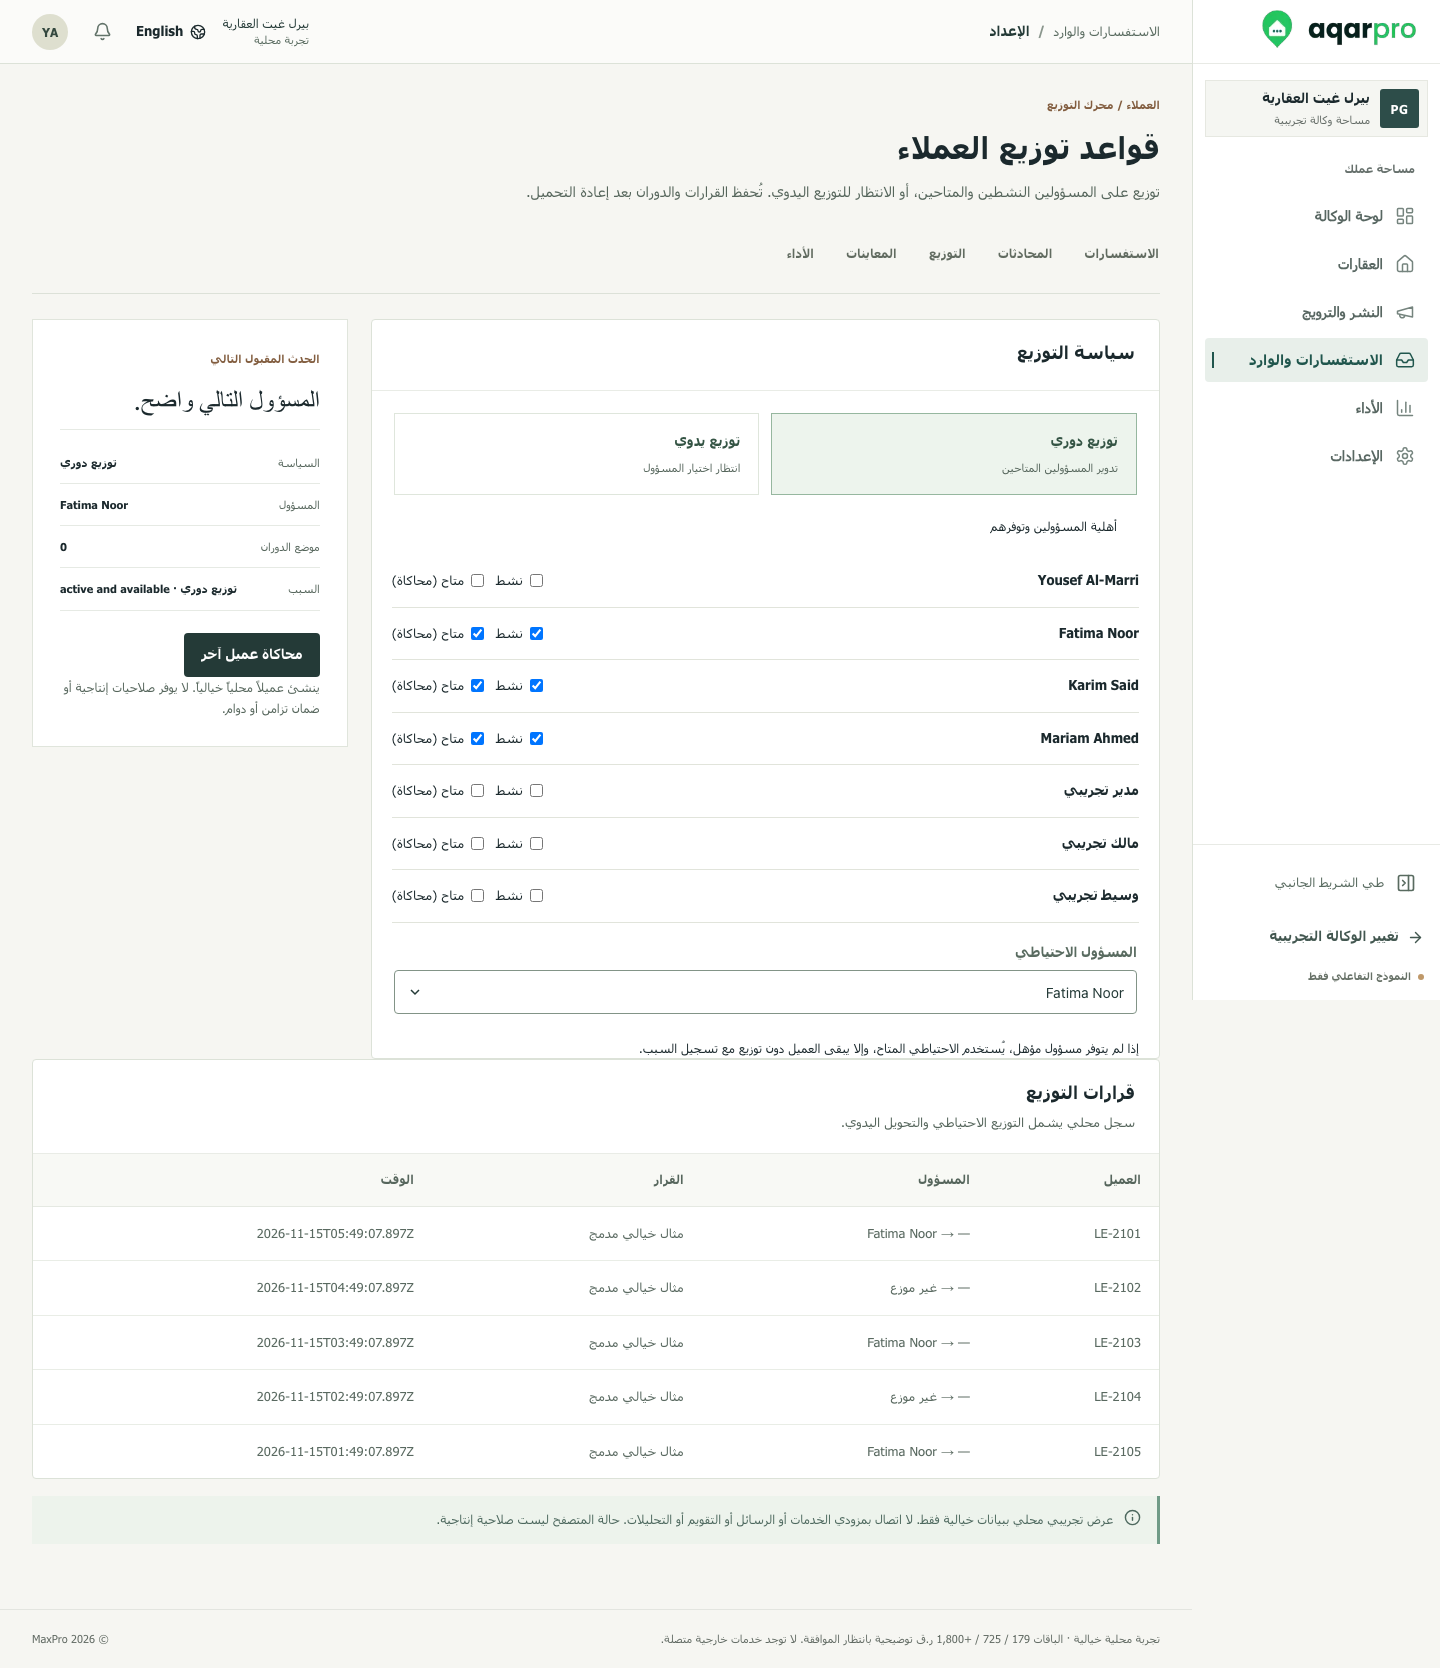 aqarpro
PG
بيرل غيت العقارية
مساحة وكالة تجريبية
مساحة عملك
لوحة الوكالة
العقارات
النشر والترويج
الاستفسارات والوارد
الأداء
الإعدادات
طي الشريط الجانبي
تغيير الوكالة التجريبية
النموذج التفاعلي فقط
الاستفسارات والوارد / الإعداد
بيرل غيت العقارية
تجربة محلية
English
YA
العملاء / محرك التوزيع
قواعد توزيع العملاء
توزيع على المسؤولين النشطين والمتاحين، أو الانتظار للتوزيع اليدوي. تُحفظ القرارات والدوران بعد إعادة التحميل.
الاستفسارات المحادثات التوزيع المعاينات الأداء
سياسة التوزيع
توزيع دوري
تدوير المسؤولين المتاحين
توزيع يدوي
انتظار اختيار المسؤول
أهلية المسؤولين وتوفرهم
Yousef Al-Marri نشط متاح (محاكاة)
Fatima Noor نشط متاح (محاكاة)
Karim Said نشط متاح (محاكاة)
Mariam Ahmed نشط متاح (محاكاة)
مدير تجريبي نشط متاح (محاكاة)
مالك تجريبي نشط متاح (محاكاة)
وسيط تجريبي نشط متاح (محاكاة)
المسؤول الاحتياطي
Fatima Noor
إذا لم يتوفر مسؤول مؤهل، يُستخدم الاحتياطي المتاح، وإلا يبقى العميل دون توزيع مع تسجيل السبب.
الحدث المقبول التالي
المسؤول التالي واضح.
السياسة توزيع دوري
المسؤول Fatima Noor
موضع الدوران 0
السبب توزيع دوري · active and available
محاكاة عميل آخر
ينشئ عميلاً محلياً خيالياً. لا يوفر صلاحيات إنتاجية أو
ضمان تزامن أو دوام.
قرارات التوزيع
سجل محلي يشمل التوزيع الاحتياطي والتحويل اليدوي.
العميل المسؤول القرار الوقت
LE-2101 — → Fatima Noor مثال خيالي مدمج 2026-11-15T05:49:07.897Z
LE-2102 — → غير موزع مثال خيالي مدمج 2026-11-15T04:49:07.897Z
LE-2103 — → Fatima Noor مثال خيالي مدمج 2026-11-15T03:49:07.897Z
LE-2104 — → غير موزع مثال خيالي مدمج 2026-11-15T02:49:07.897Z
LE-2105 — → Fatima Noor مثال خيالي مدمج 2026-11-15T01:49:07.897Z
عرض تجريبي محلي ببيانات خيالية فقط. لا اتصال بمزودي الخدمات أو الرسائل أو التقويم أو التحليلات. حالة المتصفح ليست صلاحية إنتاجية.
تجربة محلية خيالية · الباقات 179 / 725 / 1,800+ ر.ق توضيحية بانتظار الموافقة. لا توجد خدمات خارجية متصلة.
© 2026 MaxPro